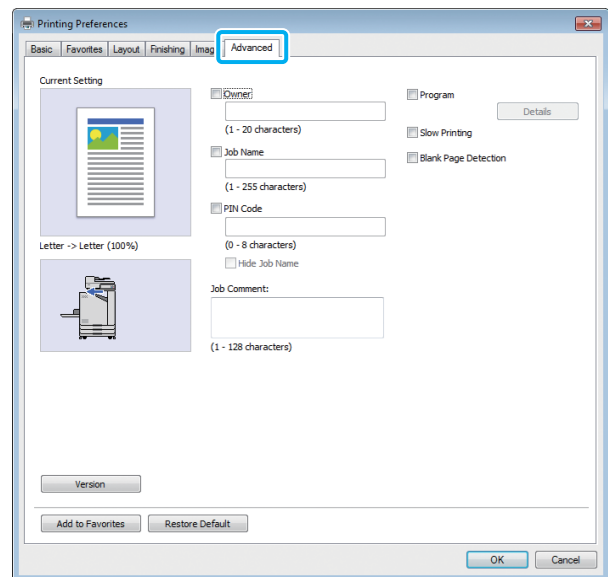 Printing Preferences
Basic Favorites Layout Finishing Imag Advanced
Current Setting
Letter -> Letter (100%)
Owner:
(1 - 20 characters)
Job Name
(1 - 255 characters)
PIN Code
(0 - 8 characters)
Hide Job Name
Job Comment:
(1 - 128 characters)
Program
Details
Slow Printing
Blank Page Detection
Version
Add to Favorites Restore Default
OK Cancel